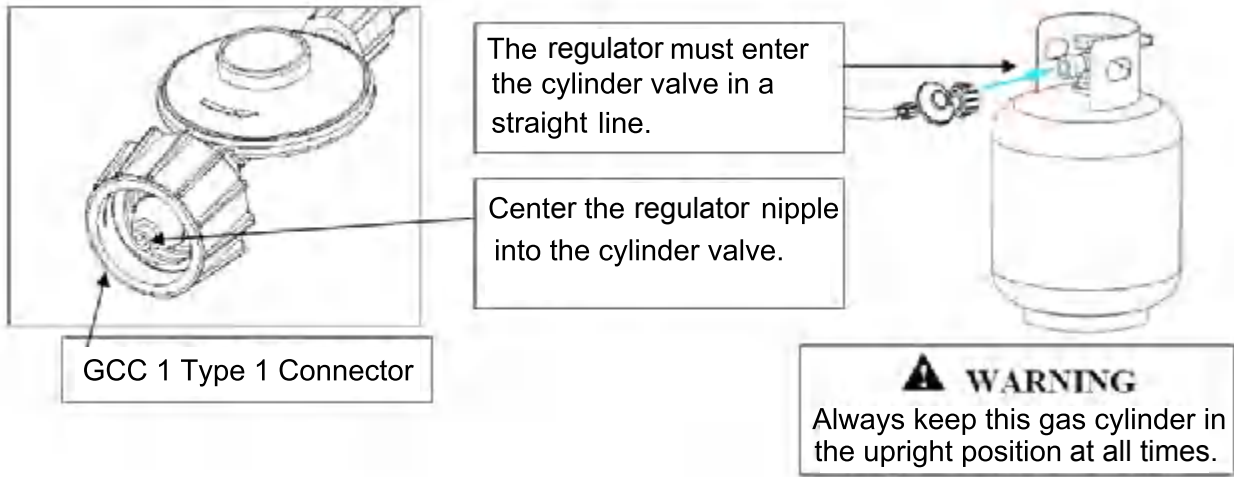 The regulator must enter
the cylinder valve in a
straight line.
Center the regulator nipple
into the cylinder valve.
GCC 1 Type 1 Connector
WARNING
Always keep this gas cylinder in
the upright position at all times.